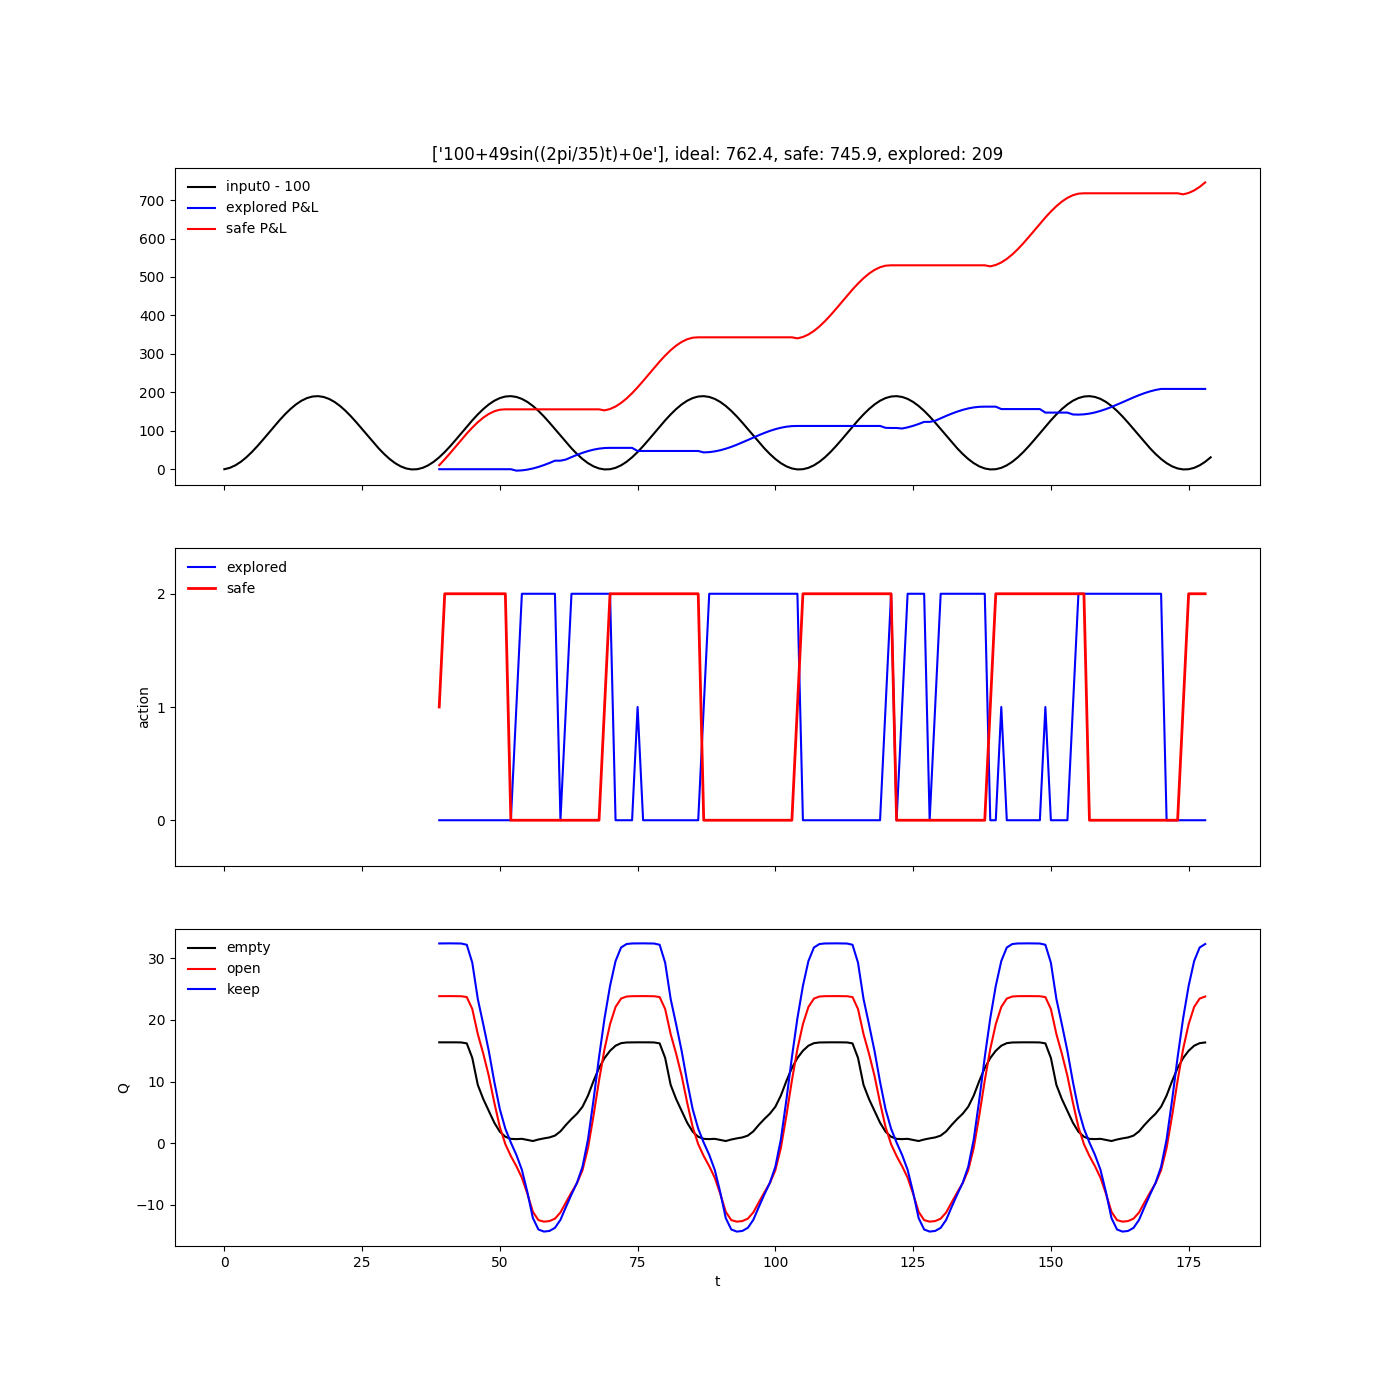 ['100+49sin((2pi/35)t)+0e'], ideal: 762.4, safe: 745.9, explored: 209
input0 - 100
explored P&L
safe P&L
700
600
500
400
300
200
100
0
explored
safe
2
1
0
action
empty
open
keep
30
20
10
0
−10
Q
0 25 50 75 100 125 150 175
t